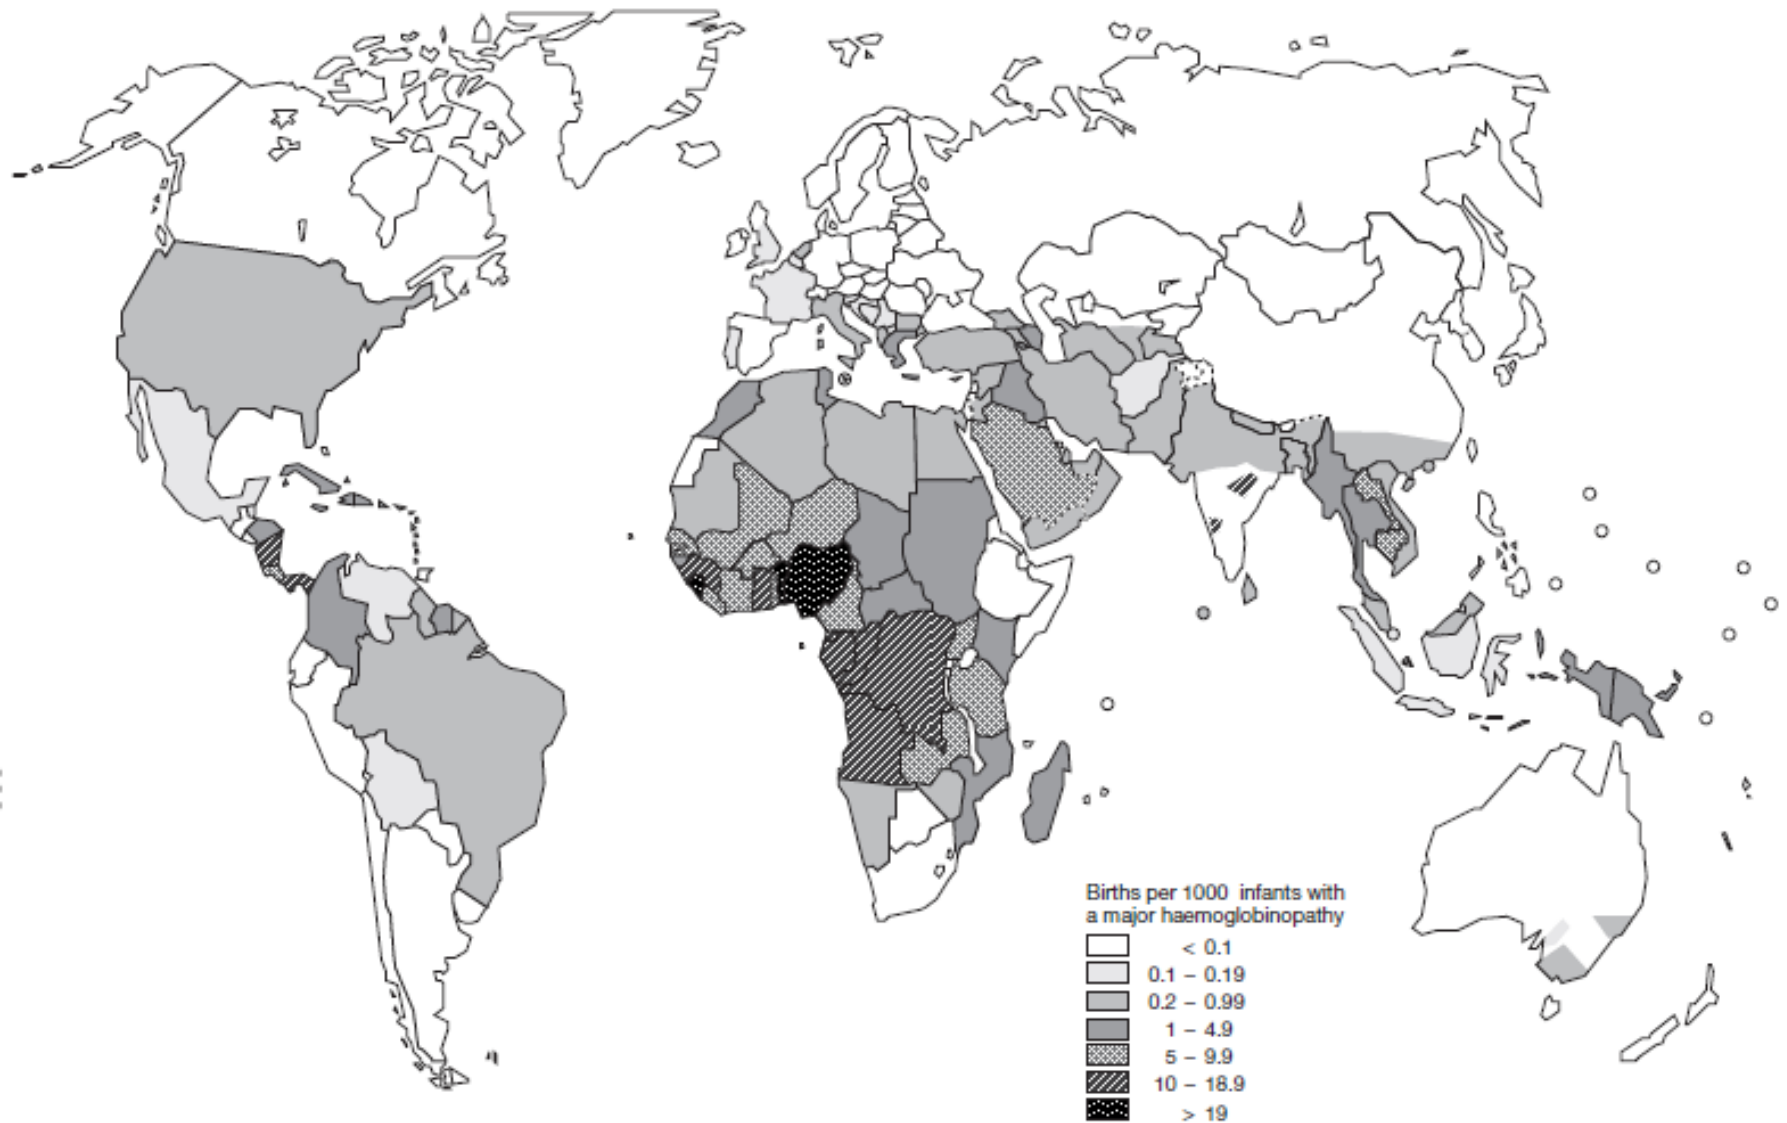 Births per 1000 infants with
a major haemoglobinopathy
< 0.1
0.1 – 0.19
0.2 – 0.99
1 – 4.9
5 – 9.9
10 – 18.9
> 19